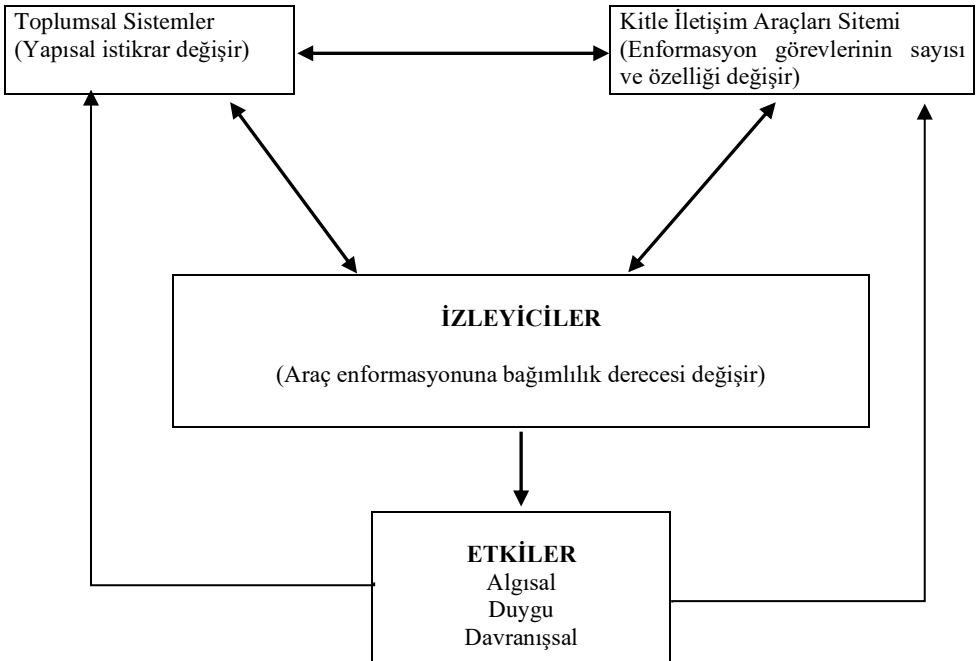 Toplumsal Sistemler
(Yapısal istikrar değişir)
Kitle İletişim Araçları Sitemi
(Enformasyon görevlerinin sayısı
ve özelliği değişir)
İZLEYİCİLER
(Araç enformasyonuna bağımlılık derecesi değişir)
ETKİLER
Algısal
Duygu
Davranışsal